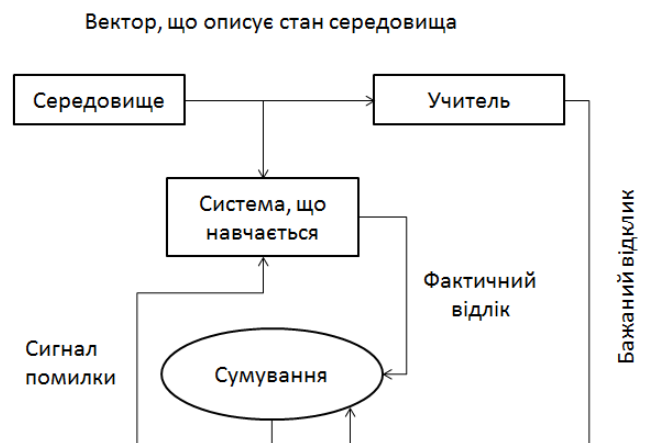 Вектор, що описує стан середовища
Середовище
Учитель
Система, що
навчається
Фактичний
відлік
Бажаний відклик
Сигнал
помилки
Сумування